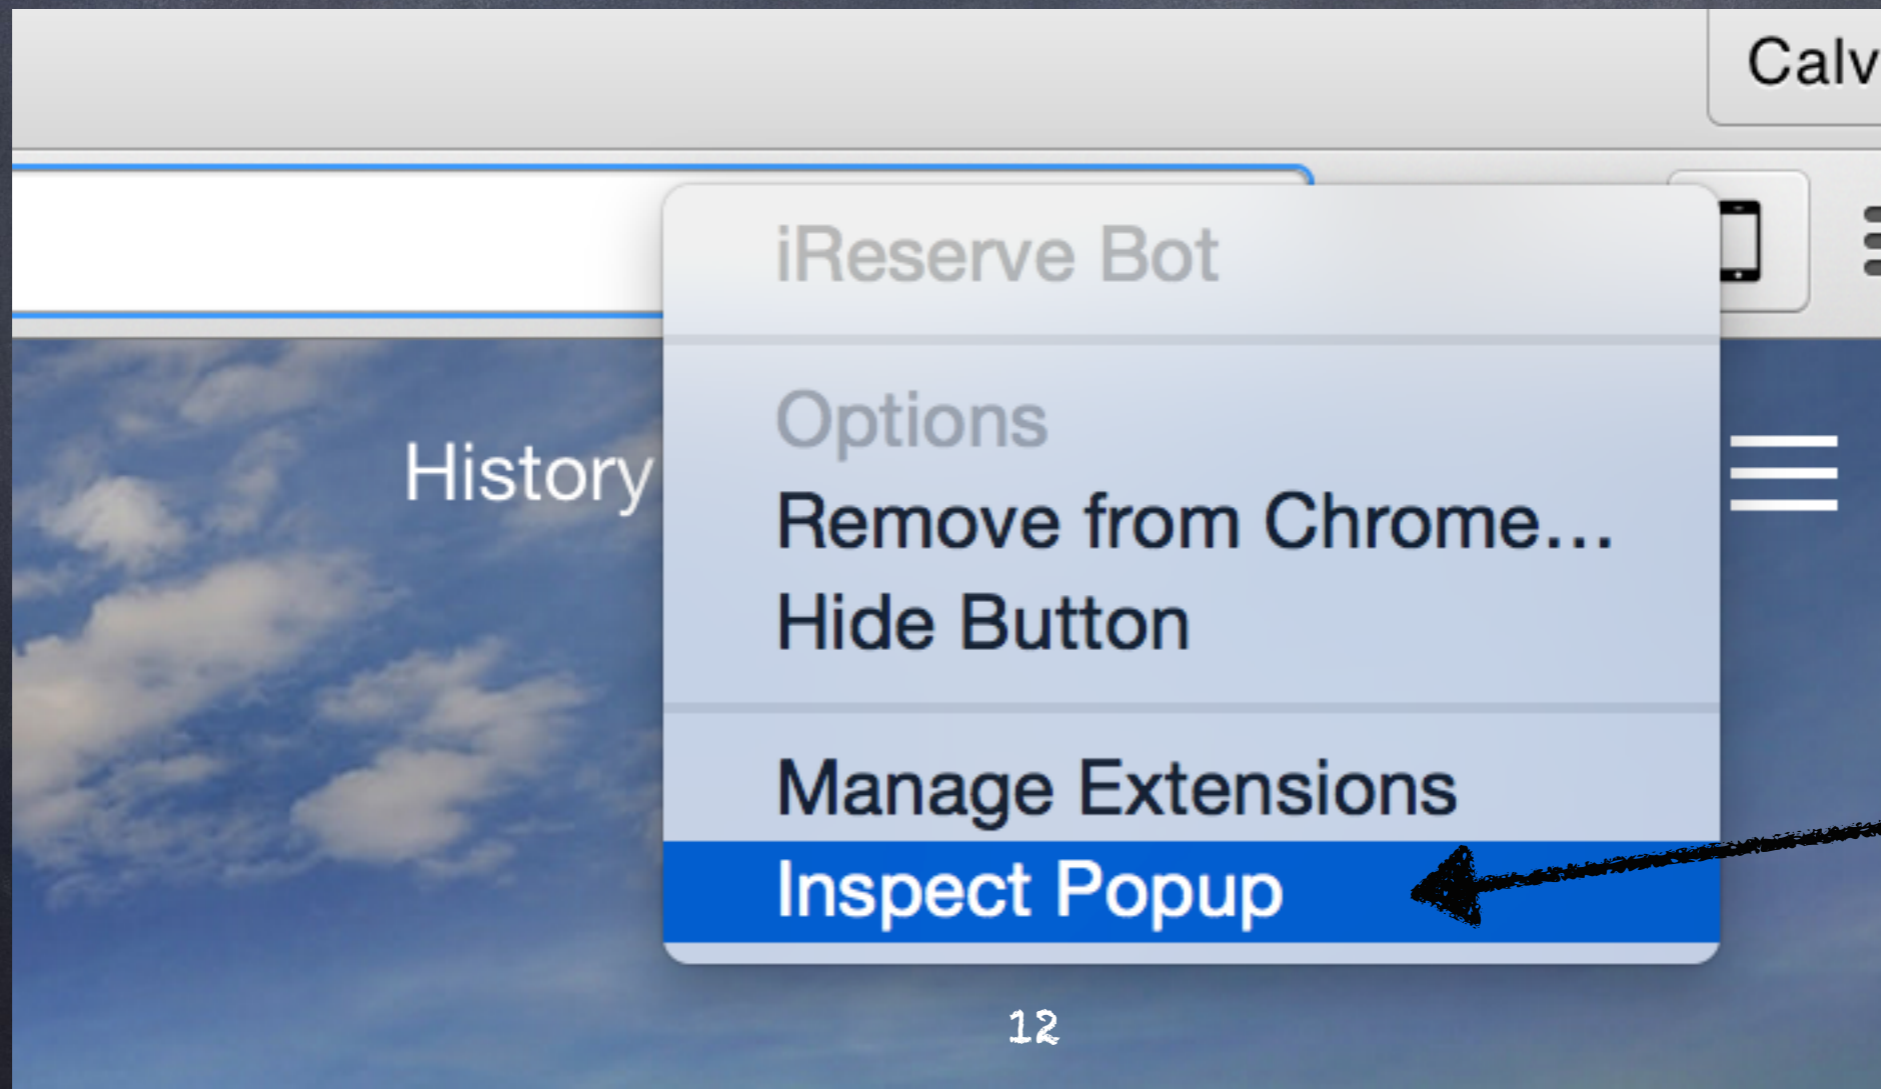 Calv
iReserve Bot
Options
History
Remove from Chrome...
Hide Button
Manage Extensions
Inspect Popup
12